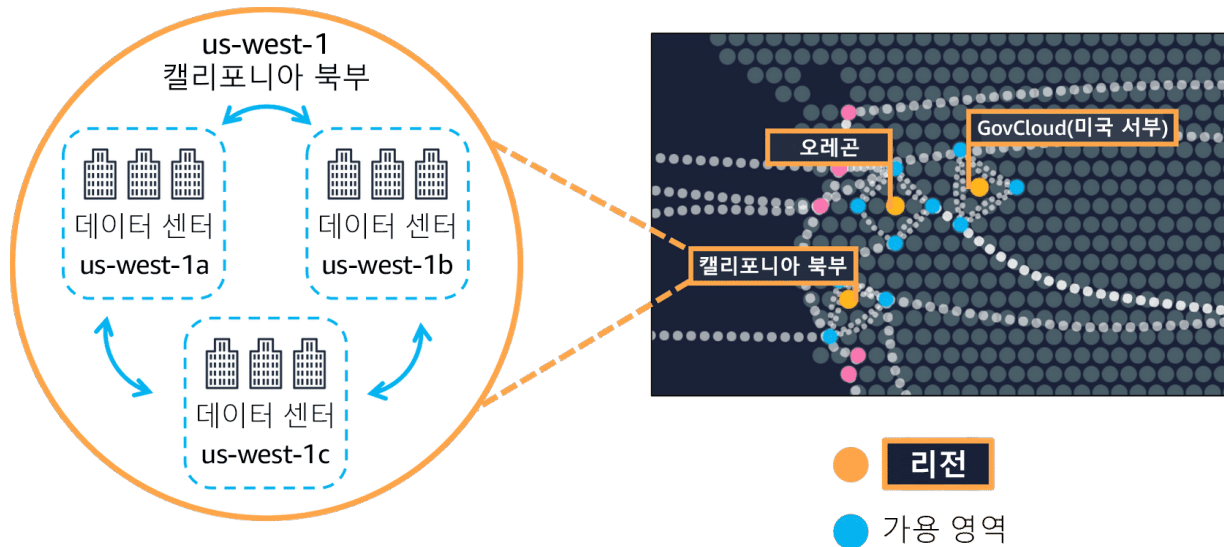 us-west-1
캘리포니아 북부
데이터 센터
us-west-1a
데이터 센터
us-west-1b
데이터 센터
us-west-1c
GovCloud(미국 서부)
오레곤
캘리포니아 북부
리전
가용 영역